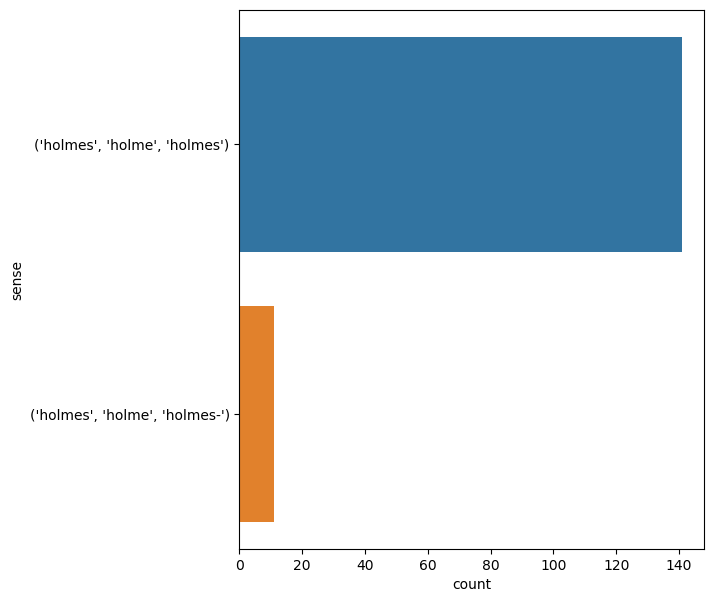 sense
('holmes', 'holme', 'holmes')
('holmes', 'holme', 'holmes-')
0 20 40 60 80 100 120 140
count